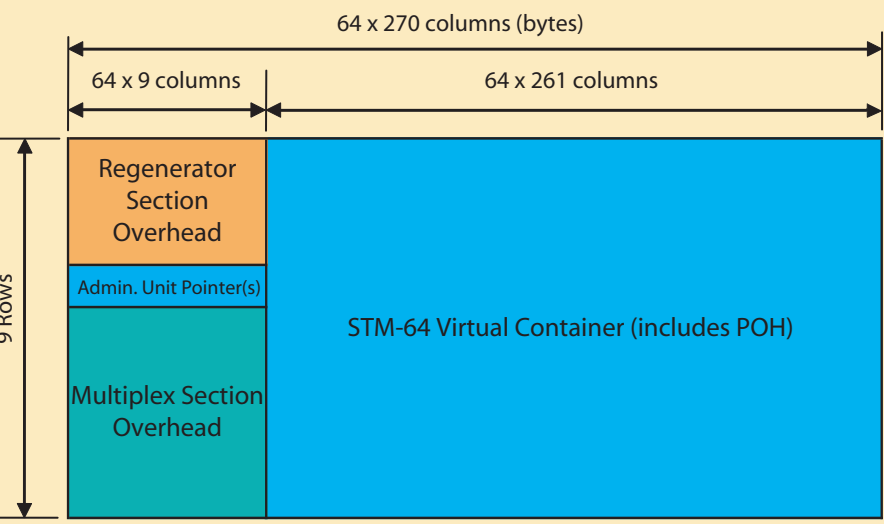 64 x 270 columns (bytes)
64 x 9 columns
64 x 261 columns
Regenerator
Section
Overhead
Admin. Unit Pointer(s)
9 Rows
STM-64 Virtual Container (includes POH)
Multiplex Section
Overhead